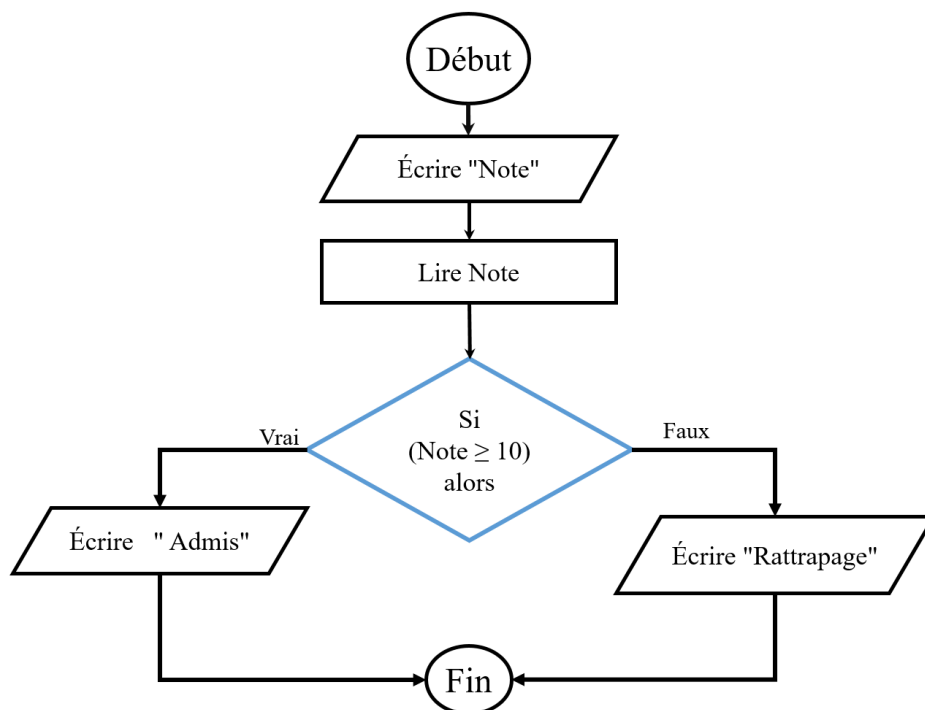 Début
Écrire "Note"
Lire Note
Si
(Note ≥ 10)
alors
Vrai
Faux
Écrire " Admis"
Écrire "Rattrapage"
Fin